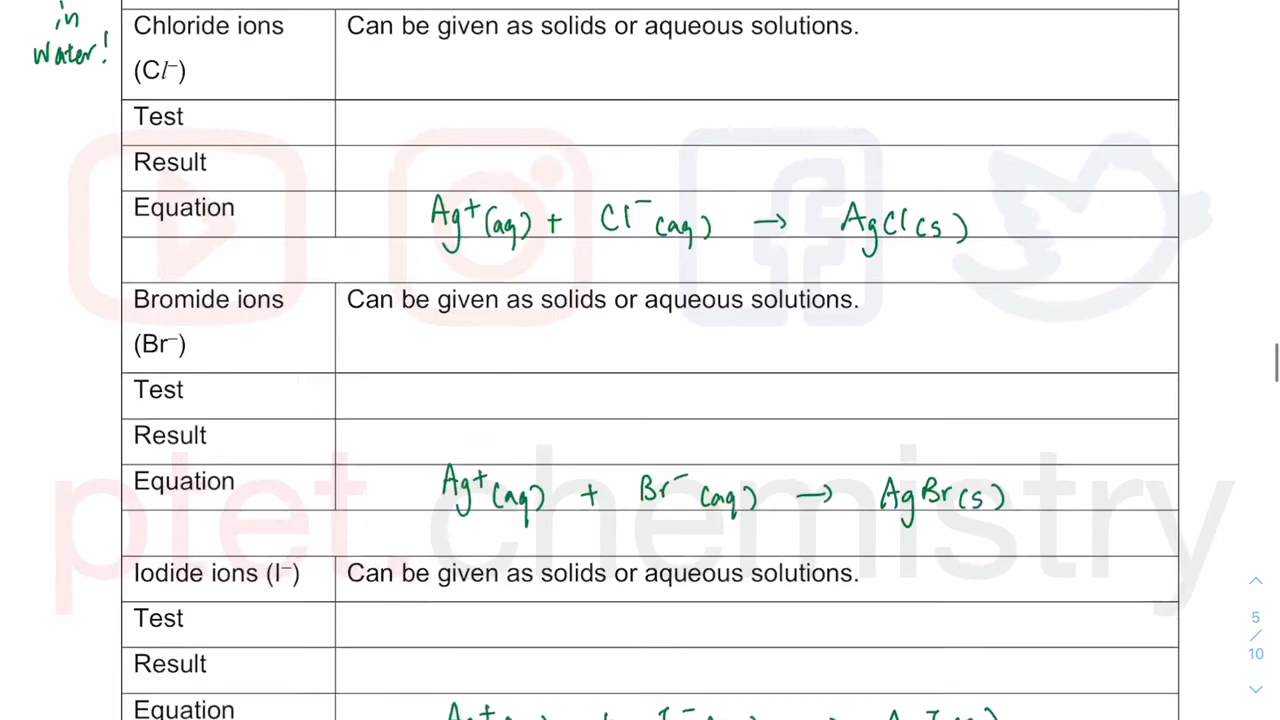 in
Water!
Chloride ions
(Cl⁻)
Can be given as solids or aqueous solutions.
Test
Result
Equation
Ag⁺(aq) + Cl⁻(aq) → AgCl(s)
Bromide ions
(Br⁻)
Can be given as solids or aqueous solutions.
Test
Result
Equation
Ag⁺(aq) + Br⁻(aq) → AgBr(s)
ptet.chemistry
Iodide ions (I⁻)
Can be given as solids or aqueous solutions.
Test
Result
Equation
5
/
10